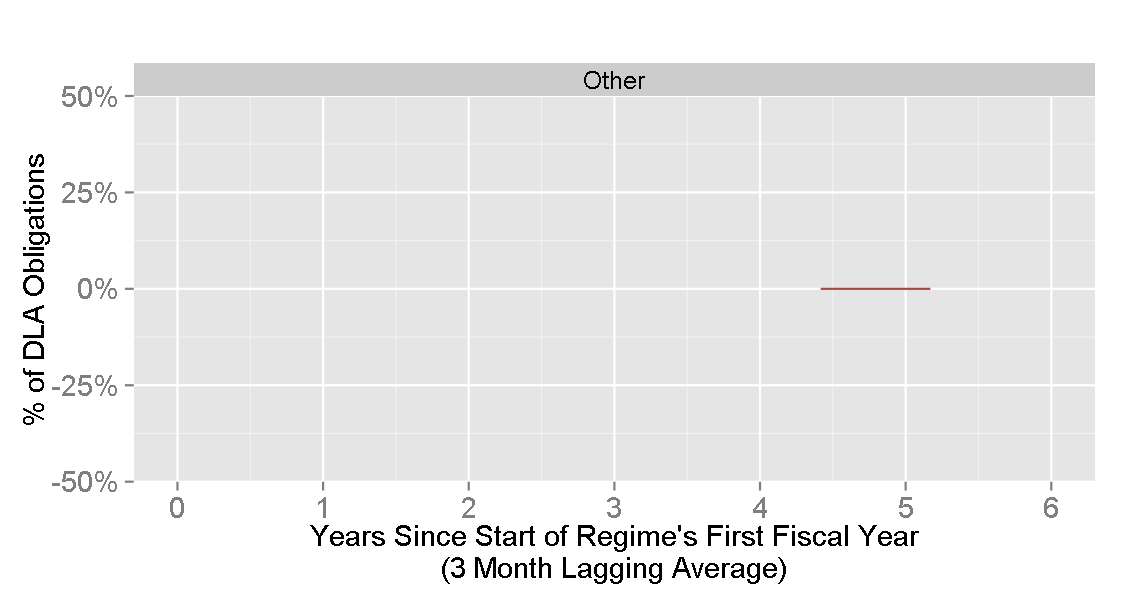 Other
50%
25%
0%
-25%
-50%
% of DLA Obligations
0 1 2 3 4 5 6
Years Since Start of Regime's First Fiscal Year
(3 Month Lagging Average)